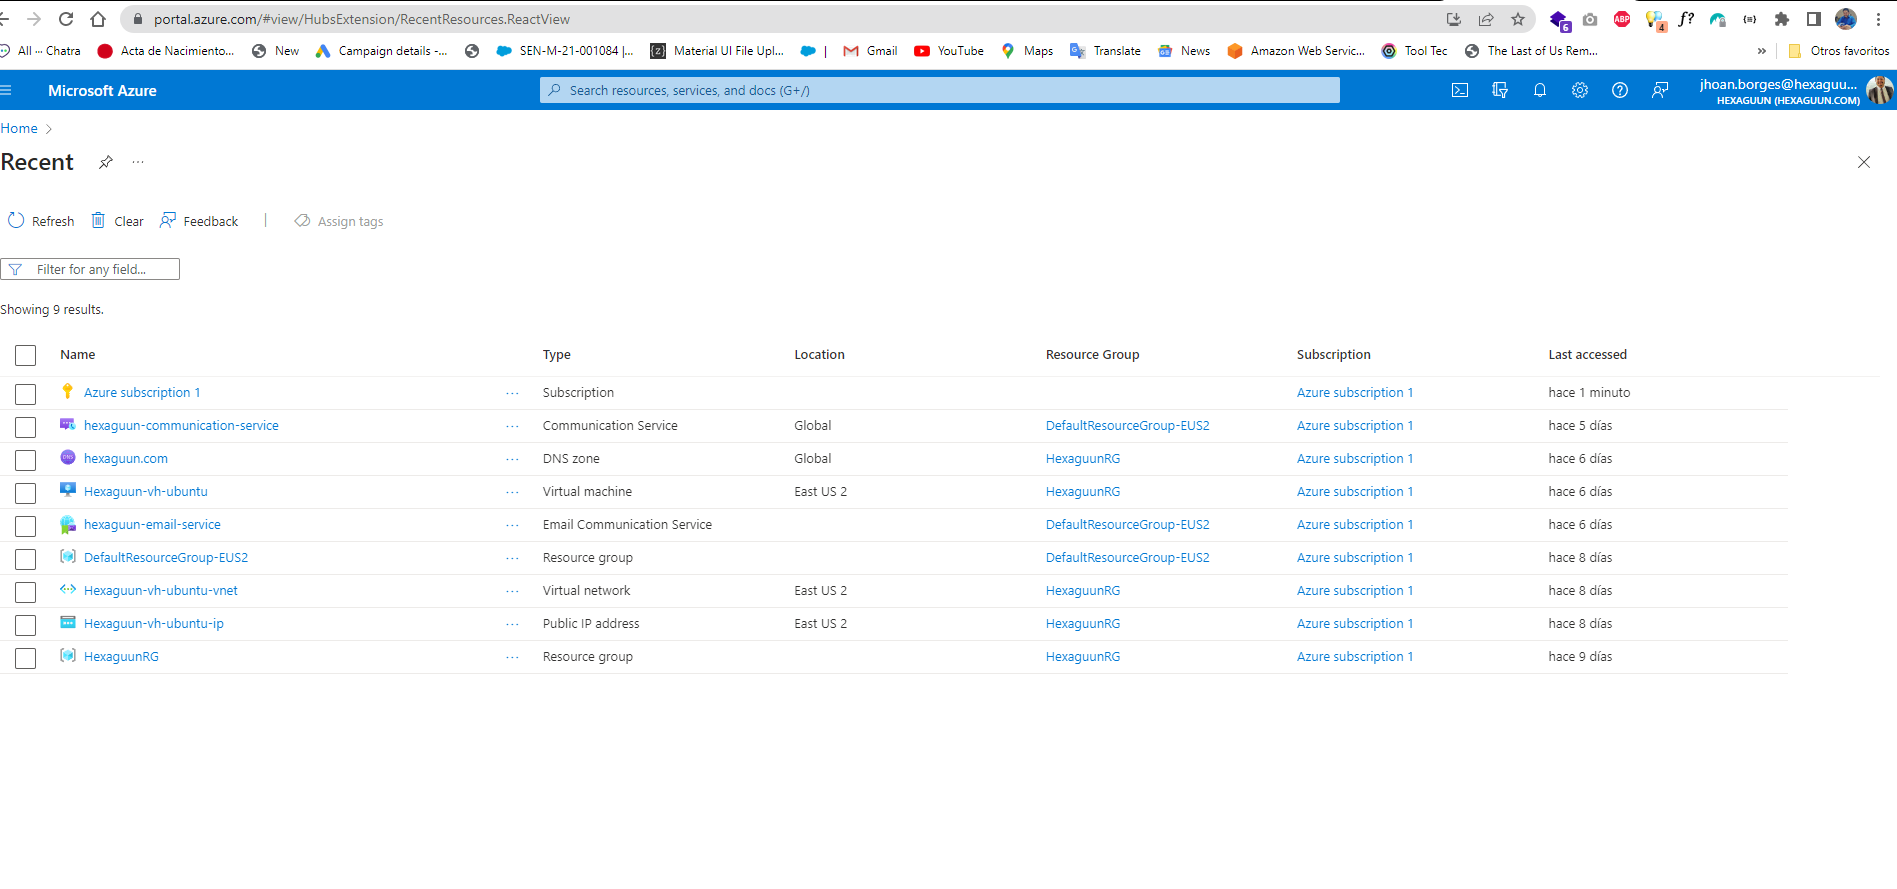 portal.azure.com/#view/HubsExtension/RecentResources.ReactView
6 ABP 4 f?
All ·· Chatra Acta de Nacimiento... New Campaign details -... SEN-M-21-001084 |... Material UI File Upl... | Gmail YouTube Maps Translate News Amazon Web Servic... Tool Tec The Last of Us Rem... » Otros favoritos
Microsoft Azure Search resources, services, and docs (G+/) jhoan.borges@hexaguu...
HEXAGUUN (HEXAGUUN.COM)
Home >
Recent ...
Refresh Clear Feedback | Assign tags
Filter for any field...
Showing 9 results.
Name Type Location Resource Group Subscription Last accessed
Azure subscription 1 ... Subscription Azure subscription 1 hace 1 minuto
hexaguun-communication-service ... Communication Service Global DefaultResourceGroup-EUS2 Azure subscription 1 hace 5 días
DNS hexaguun.com ... DNS zone Global HexaguunRG Azure subscription 1 hace 6 días
Hexaguun-vh-ubuntu ... Virtual machine East US 2 HexaguunRG Azure subscription 1 hace 6 días
hexaguun-email-service ... Email Communication Service DefaultResourceGroup-EUS2 Azure subscription 1 hace 6 días
DefaultResourceGroup-EUS2 ... Resource group DefaultResourceGroup-EUS2 Azure subscription 1 hace 8 días
Hexaguun-vh-ubuntu-vnet ... Virtual network East US 2 HexaguunRG Azure subscription 1 hace 8 días
Hexaguun-vh-ubuntu-ip ... Public IP address East US 2 HexaguunRG Azure subscription 1 hace 8 días
HexaguunRG ... Resource group HexaguunRG Azure subscription 1 hace 9 días